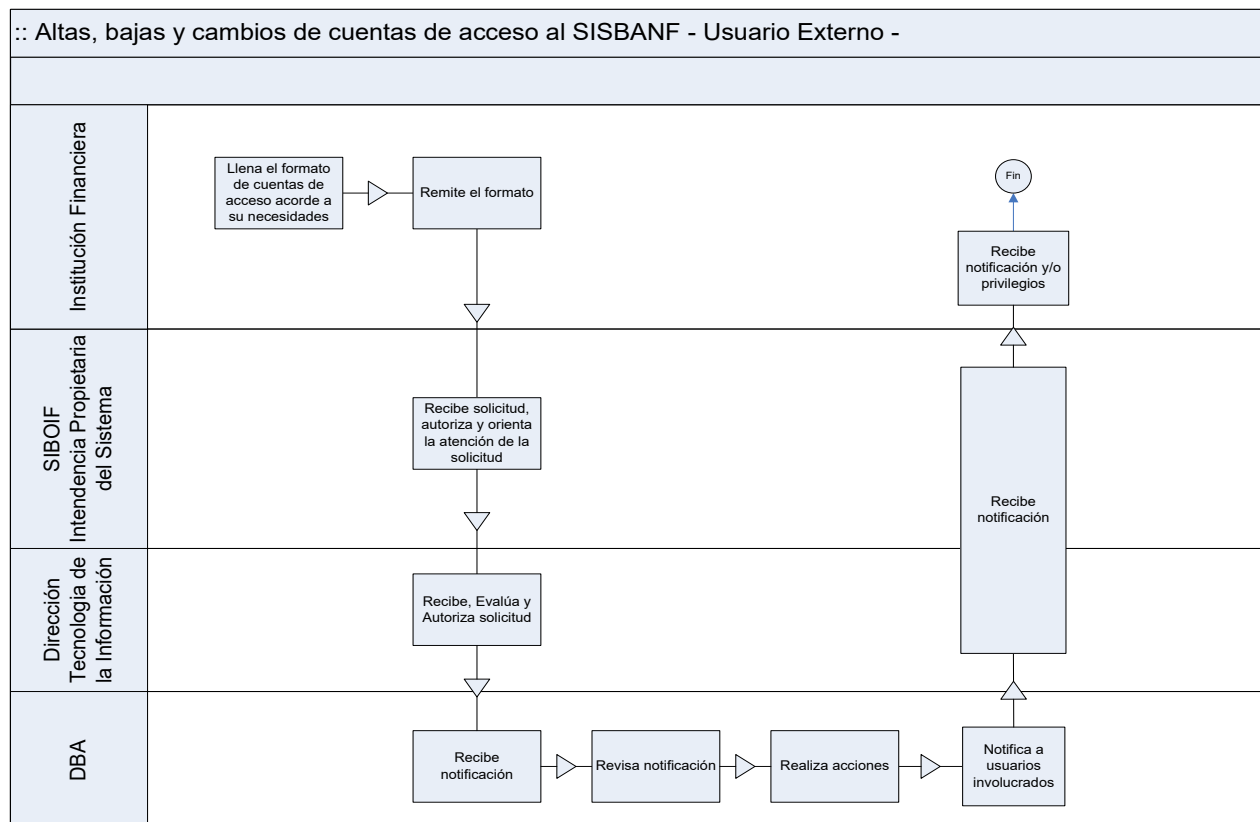 :: Altas, bajas y cambios de cuentas de acceso al SISBANF - Usuario Externo -
Institución Financiera
Llena el formato
de cuentas de
acceso acorde a
su necesidades
Remite el formato
Fin
Recibe
notificación y/o
privilegios
SIBOIF
Intendencia Propietaria
del Sistema
Recibe solicitud,
autoriza y orienta
la atención de la
solicitud
Recibe
notificación
Dirección
Tecnologia de
la Información
Recibe, Evalúa y
Autoriza solicitud
DBA
Recibe
notificación
Revisa notificación
Realiza acciones
Notifica a
usuarios
involucrados